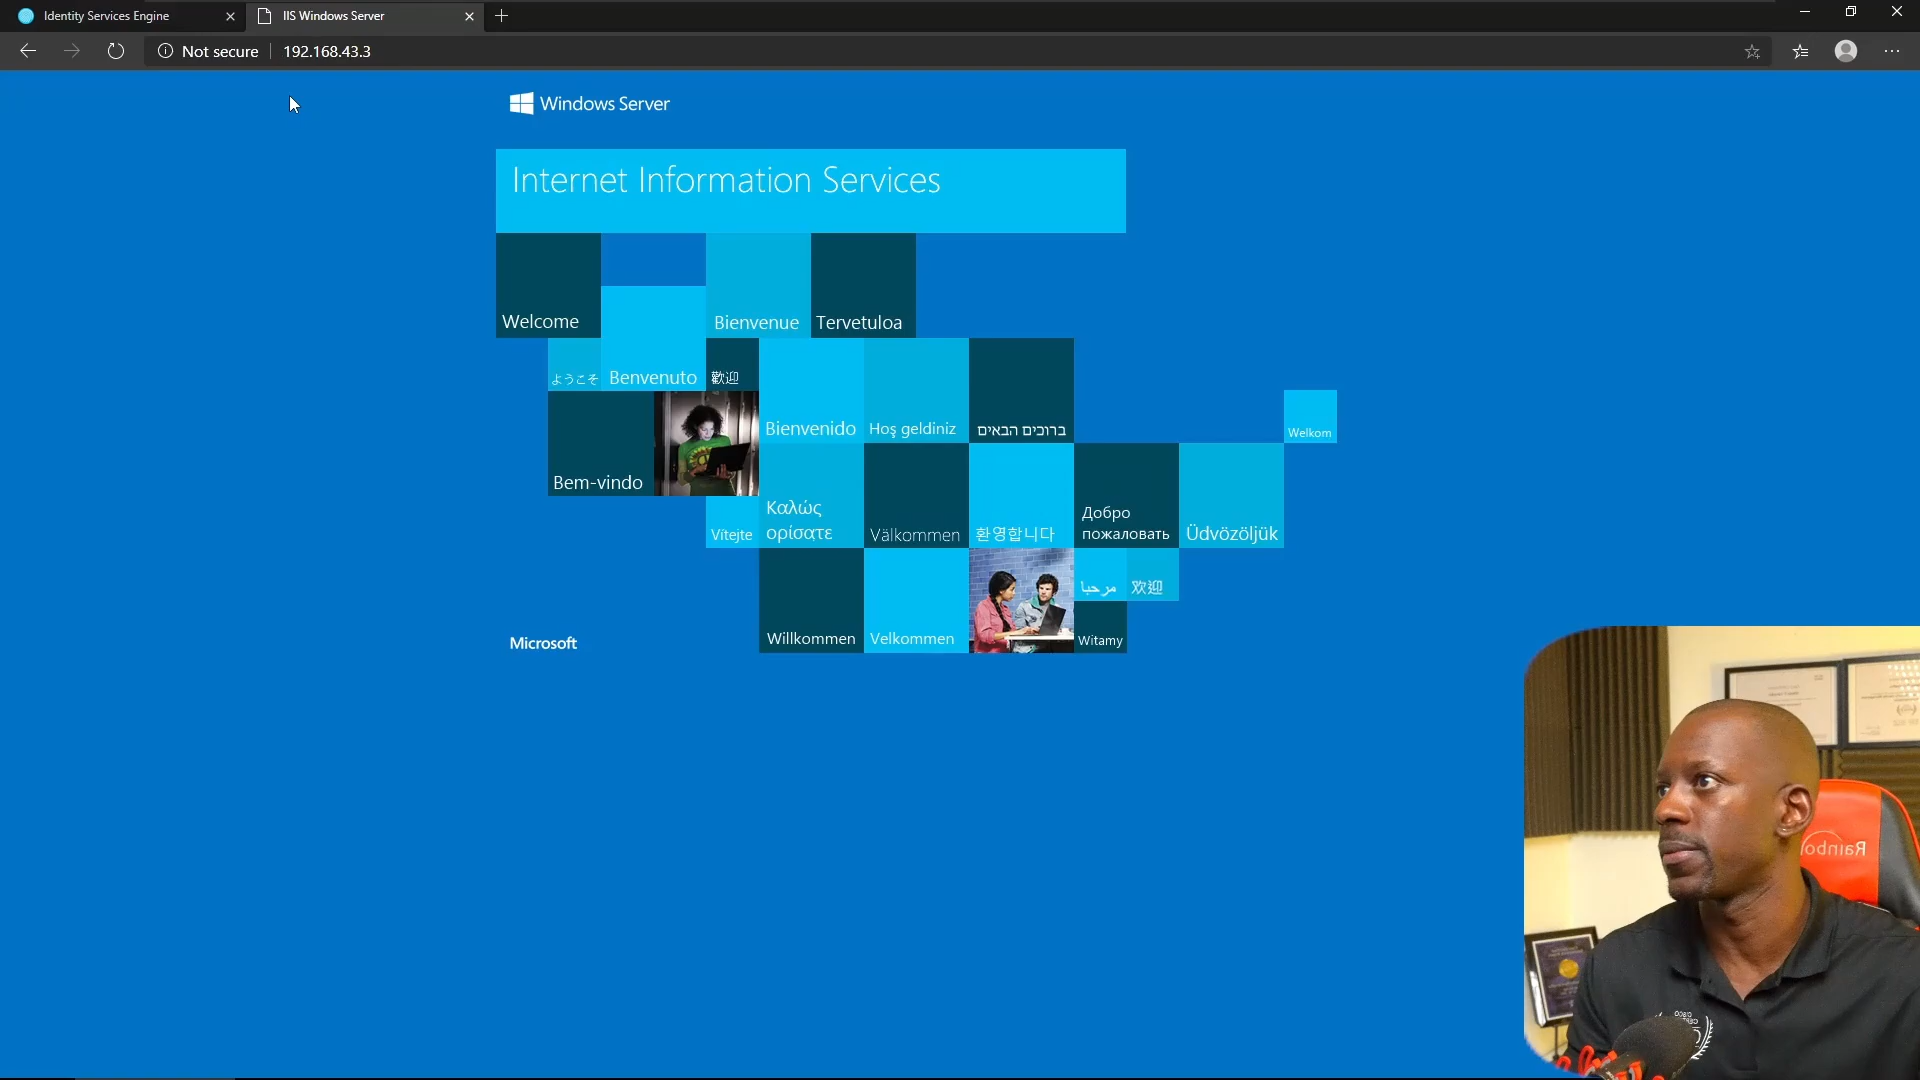 Identity Services Engine
IIS Windows Server
Not secure
192.168.43.3
Windows Server
Internet Information Services
Welcome
Bienvenue
Tervetuloa
ようこそ
Benvenuto
歡迎
Bienvenido
Hoş geldiniz
ברוכים הבאים
Welkom
Bem-vindo
Vítejte
Καλώς
ορίσατε
Välkommen
환영합니다
Добро
пожаловать
Üdvözöljük
Microsoft
Willkommen
Velkommen
مرحبا
欢迎
Witamy